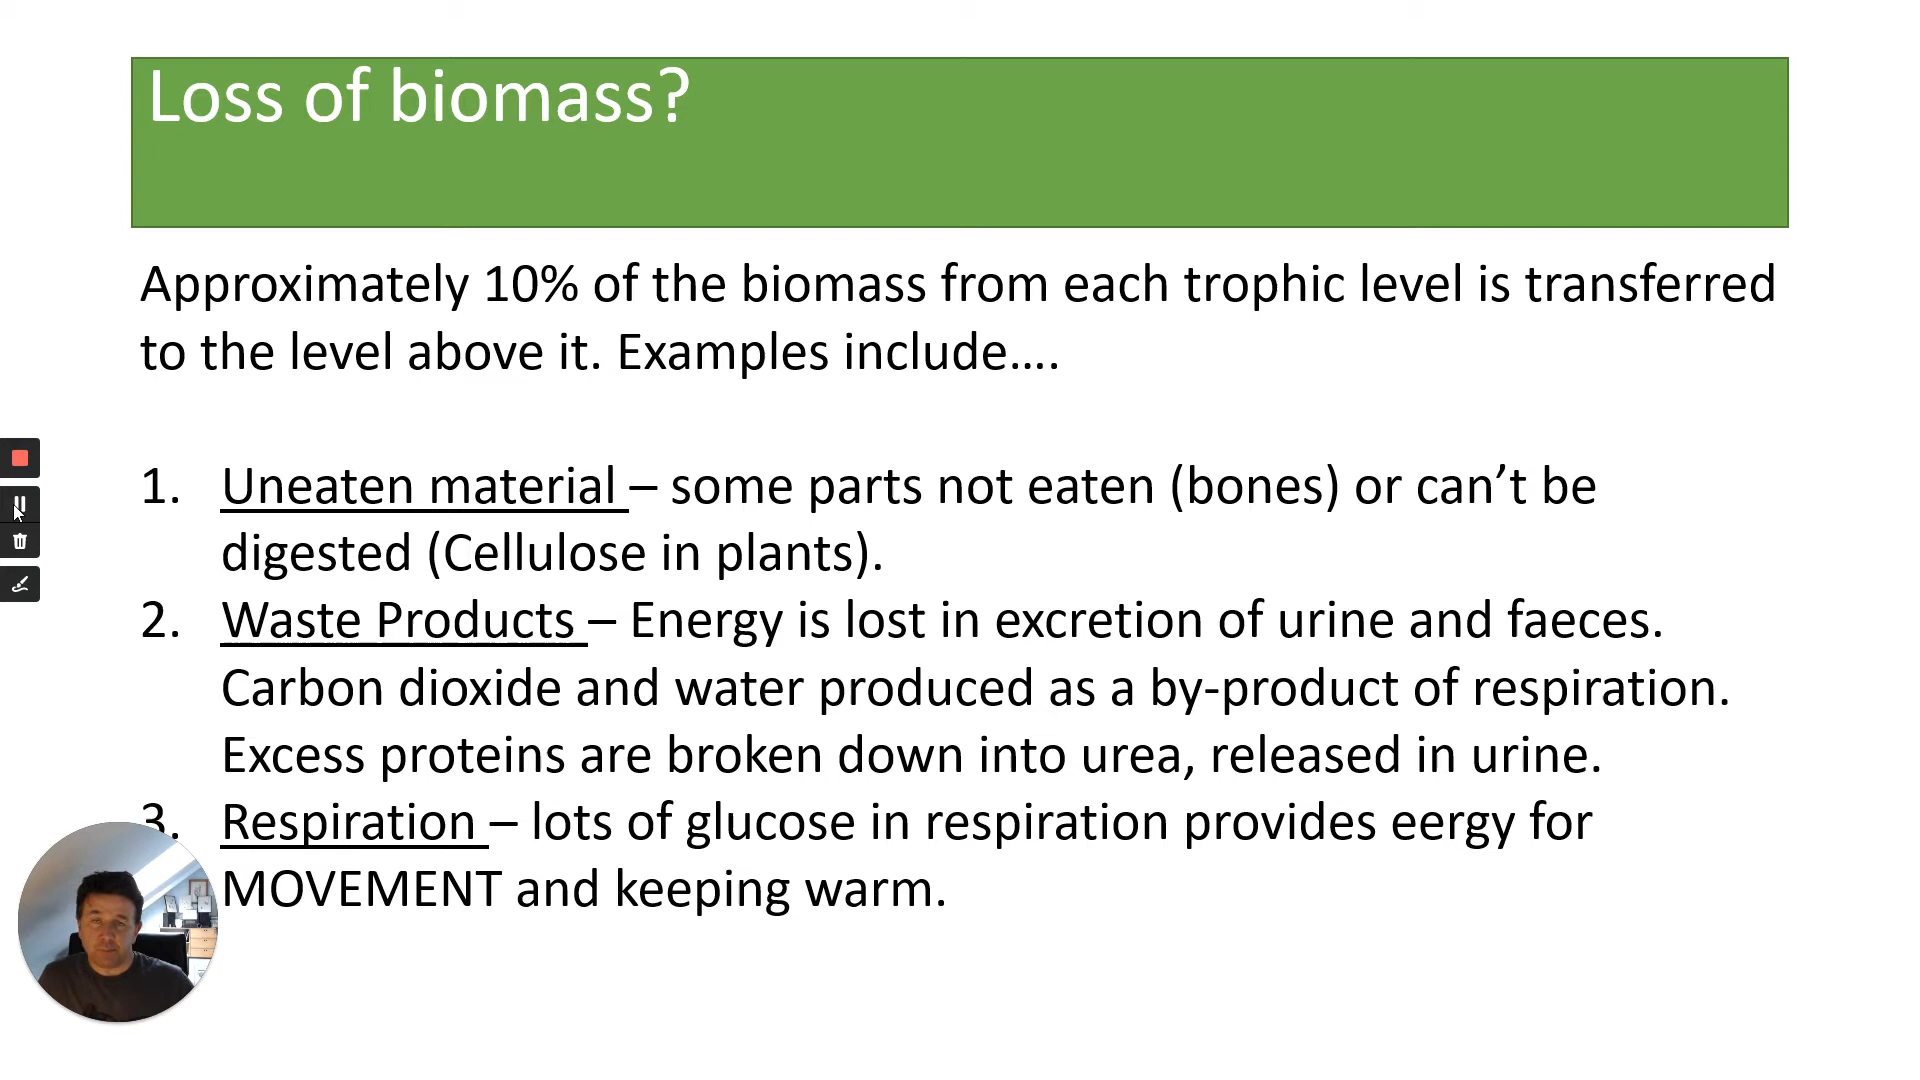 Loss of biomass?
Approximately 10% of the biomass from each trophic level is transferred
to the level above it. Examples include....
1. Uneaten material – some parts not eaten (bones) or can’t be
digested (Cellulose in plants).
2. Waste Products – Energy is lost in excretion of urine and faeces.
Carbon dioxide and water produced as a by-product of respiration.
Excess proteins are broken down into urea, released in urine.
3. Respiration – lots of glucose in respiration provides eergy for
MOVEMENT and keeping warm.